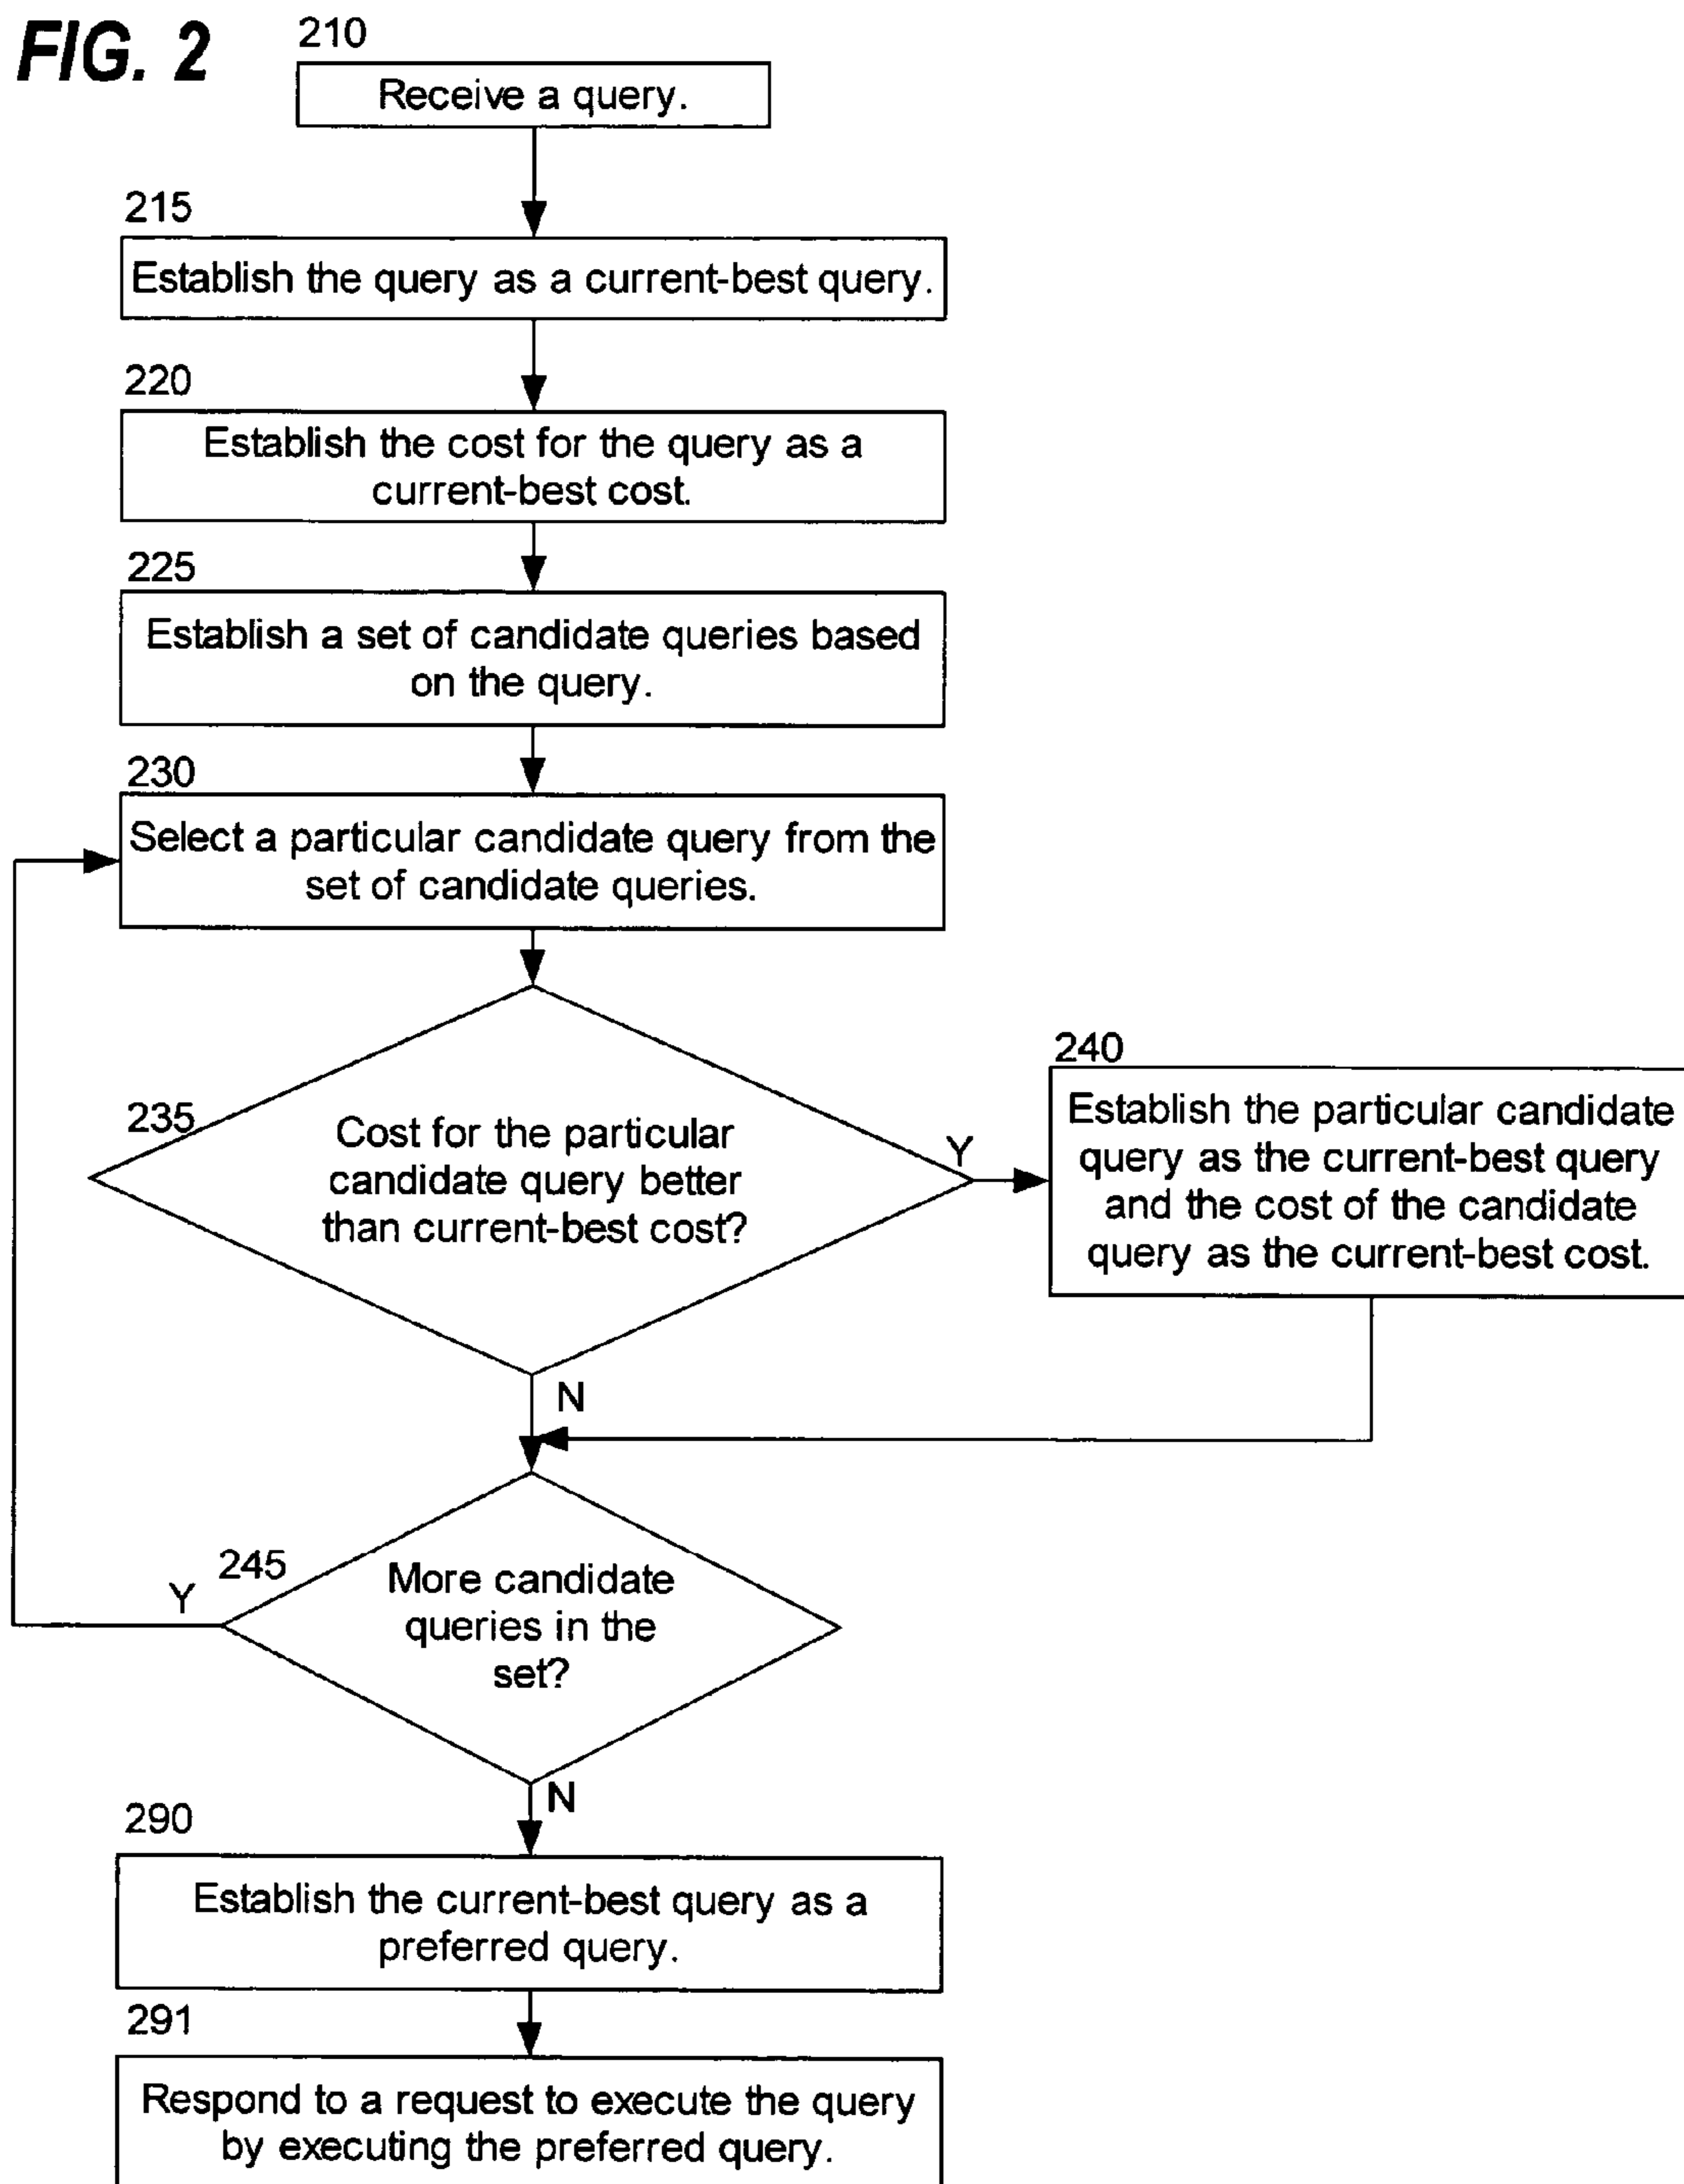 FIG. 2
210
Receive a query.
215
Establish the query as a current-best query.
220
Establish the cost for the query as a
current-best cost.
225
Establish a set of candidate queries based
on the query.
230
Select a particular candidate query from the
set of candidate queries.
235
Cost for the particular
candidate query better
than current-best cost?
Y
240
Establish the particular candidate
query as the current-best query
and the cost of the candidate
query as the current-best cost.
N
245
Y
More candidate
queries in the
set?
N
290
Establish the current-best query as a
preferred query.
291
Respond to a request to execute the query
by executing the preferred query.